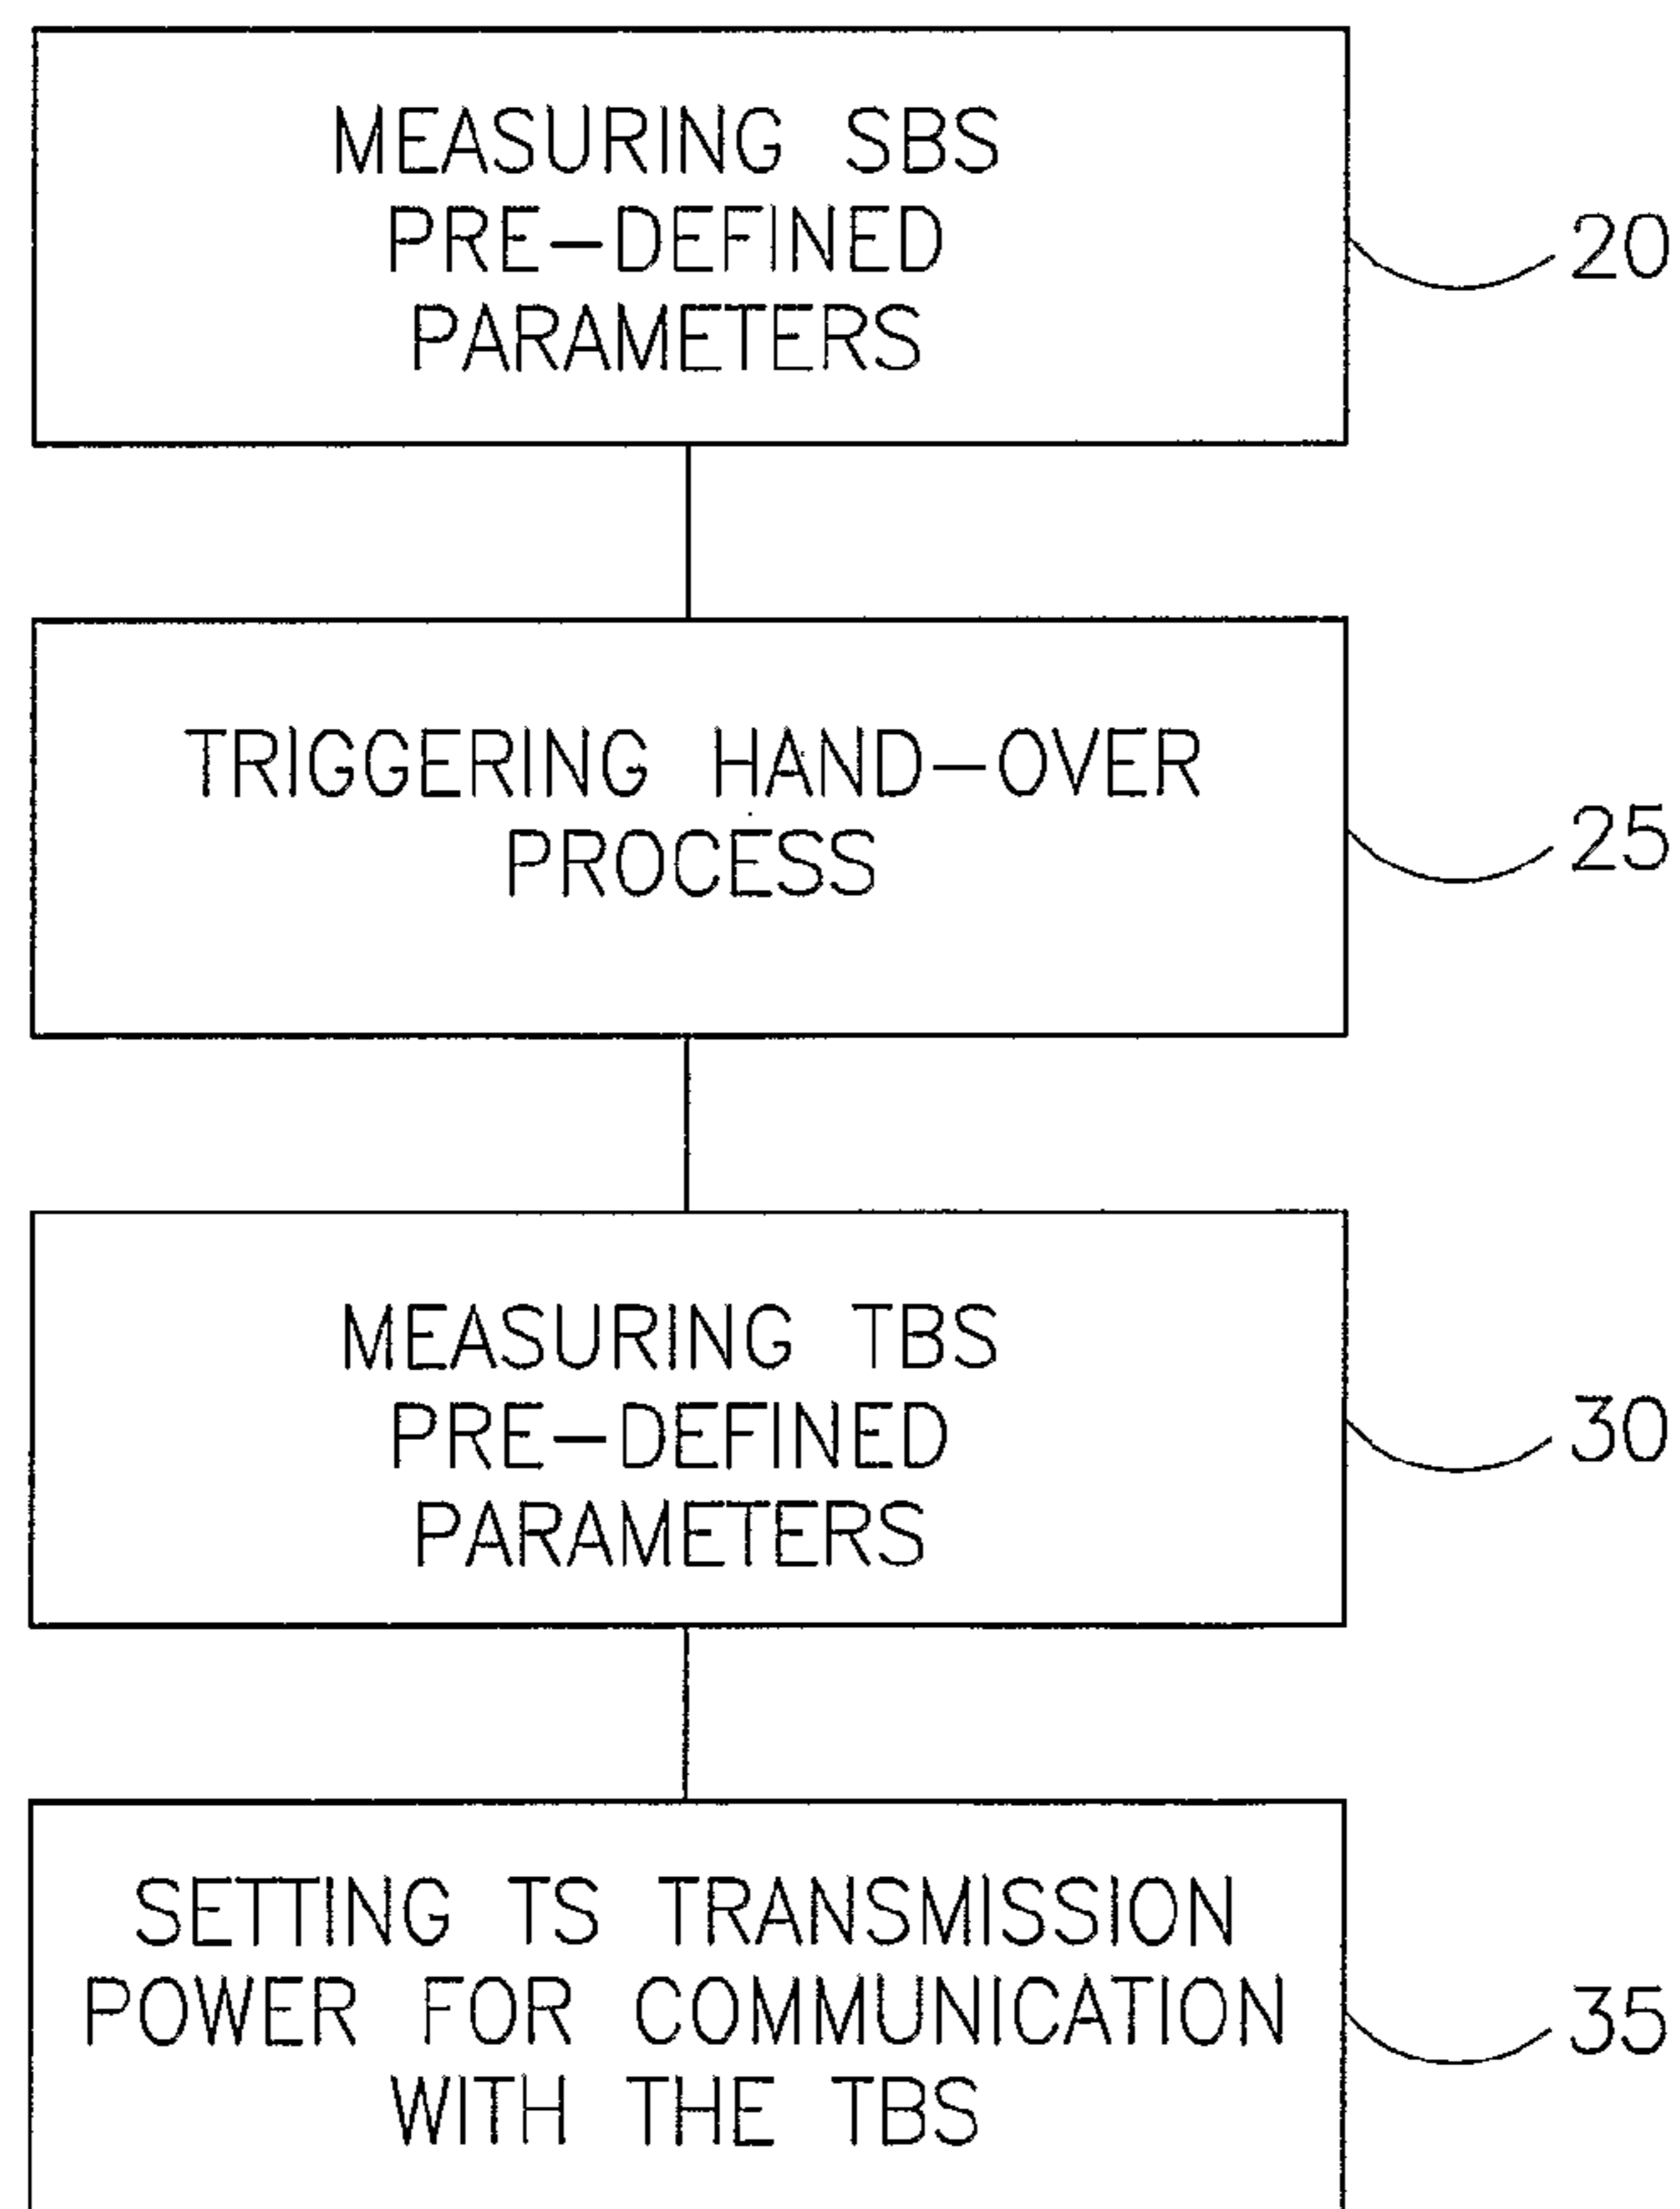 MEASURING SBS
PRE-DEFINED
PARAMETERS
20
TRIGGERING HAND-OVER
PROCESS
25
MEASURING TBS
PRE-DEFINED
PARAMETERS
30
SETTING TS TRANSMISSION
POWER FOR COMMUNICATION
WITH THE TBS
35